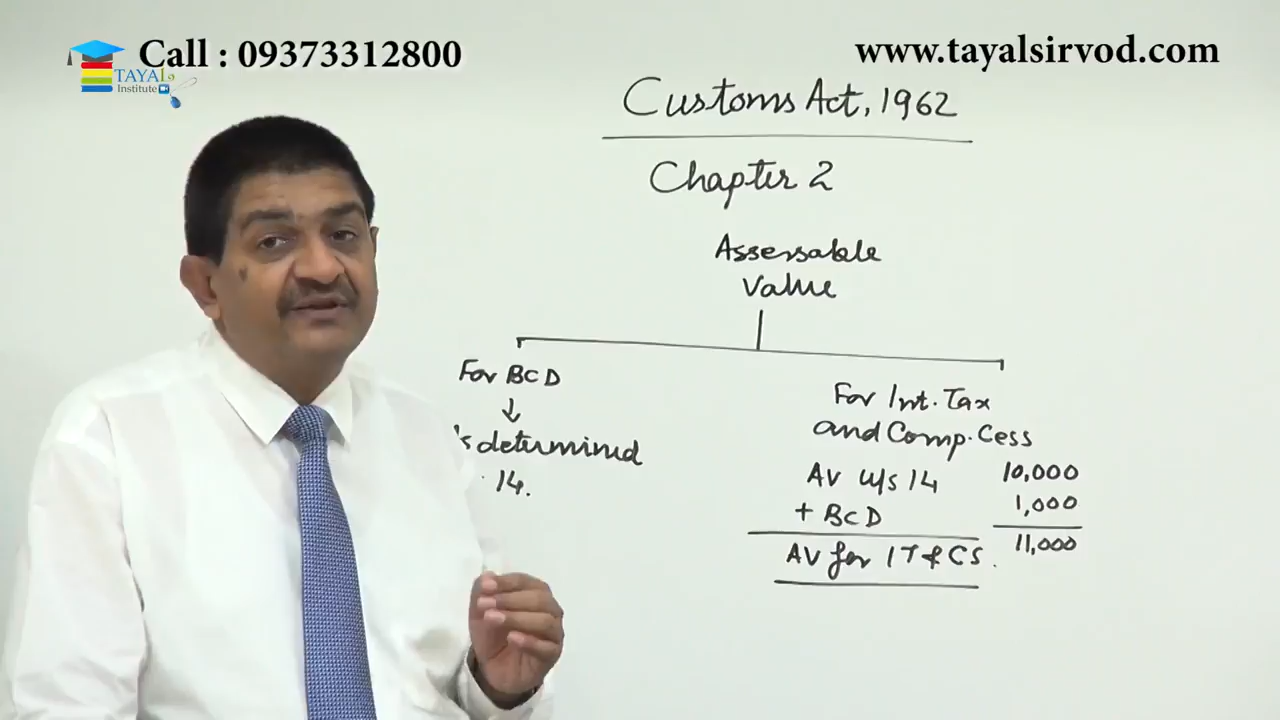 Call : 09373312800
www.tayalsirvod.com
TAYAL's
Institute
Customs Act, 1962
Chapter 2
Assessable
Value
For BCD
↓
determined
14.
For Int. Tax
and Comp. Cess
AV u/s 14 10,000
+ BCD 1,000
AV for IT & CS. 11,000